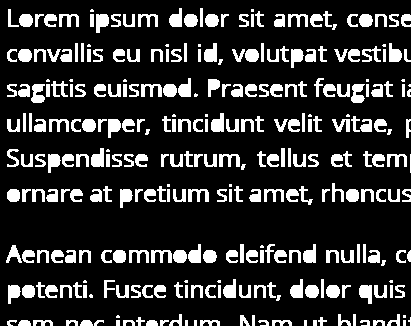 Lorem ipsum dolor sit amet, conse
convallis eu nisl id, volutpat vestibu
sagittis euismod. Praesent feugiat ia
ullamcorper, tincidunt velit vitae, p
Suspendisse rutrum, tellus et temp
ornare at pretium sit amet, rhoncus
Aenean commodo eleifend nulla, co
potenti. Fusce tincidunt, dolor quis
sem nec interdum. Nam ut blandit